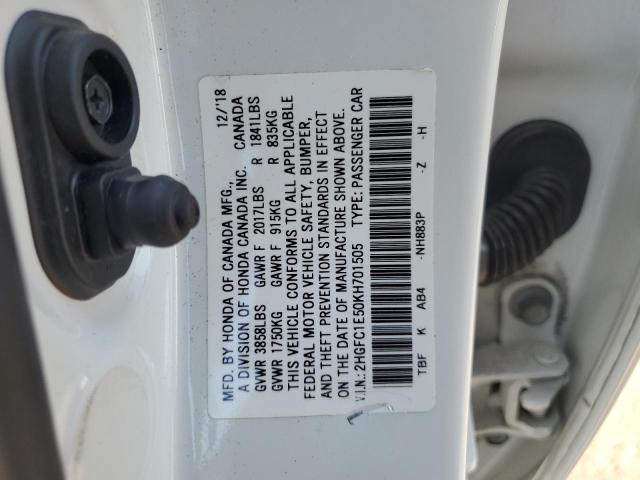 MFD. BY HONDA OF CANADA MFG., 12/'18
A DIVISION OF HONDA CANADA INC. CANADA
GVWR 3858LBS GAWR F 2017LBS R 1841LBS
GVWR 1750KG GAWR F 915KG R 835KG
THIS VEHICLE CONFORMS TO ALL APPLICABLE
FEDERAL MOTOR VEHICLE SAFETY, BUMPER,
AND THEFT PREVENTION STANDARDS IN EFFECT
ON THE DATE OF MANUFACTURE SHOWN ABOVE.
V.I.N.: 2HGFC1E50KH701505 TYPE: PASSENGER CAR
TBF K AB4 -NH883P -Z -H